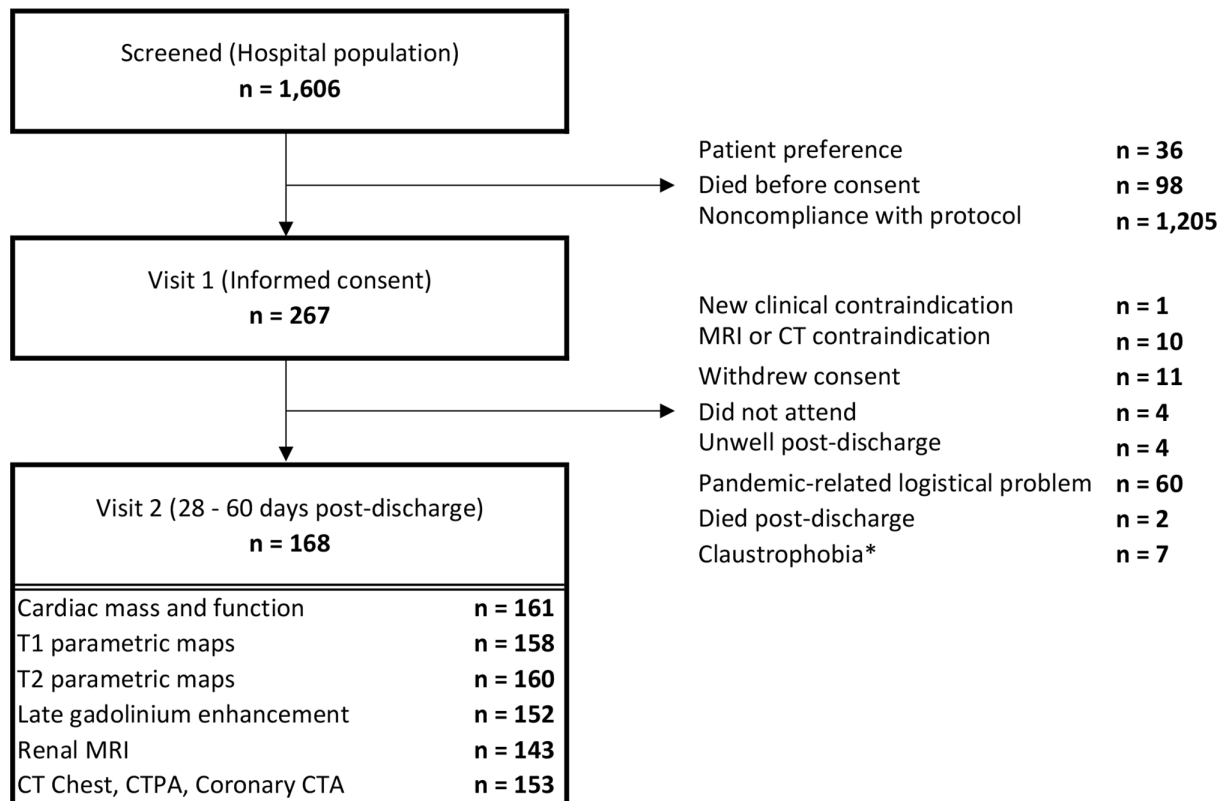 Screened (Hospital population)
n = 1,606
Patient preference n = 36
Died before consent n = 98
Noncompliance with protocol n = 1,205
Visit 1 (Informed consent)
n = 267
New clinical contraindication n = 1
MRI or CT contraindication n = 10
Withdrew consent n = 11
Did not attend n = 4
Unwell post-discharge n = 4
Pandemic-related logistical problem n = 60
Died post-discharge n = 2
Claustrophobia* n = 7
Visit 2 (28 - 60 days post-discharge)
n = 168
Cardiac mass and function n = 161
T1 parametric maps n = 158
T2 parametric maps n = 160
Late gadolinium enhancement n = 152
Renal MRI n = 143
CT Chest, CTPA, Coronary CTA n = 153